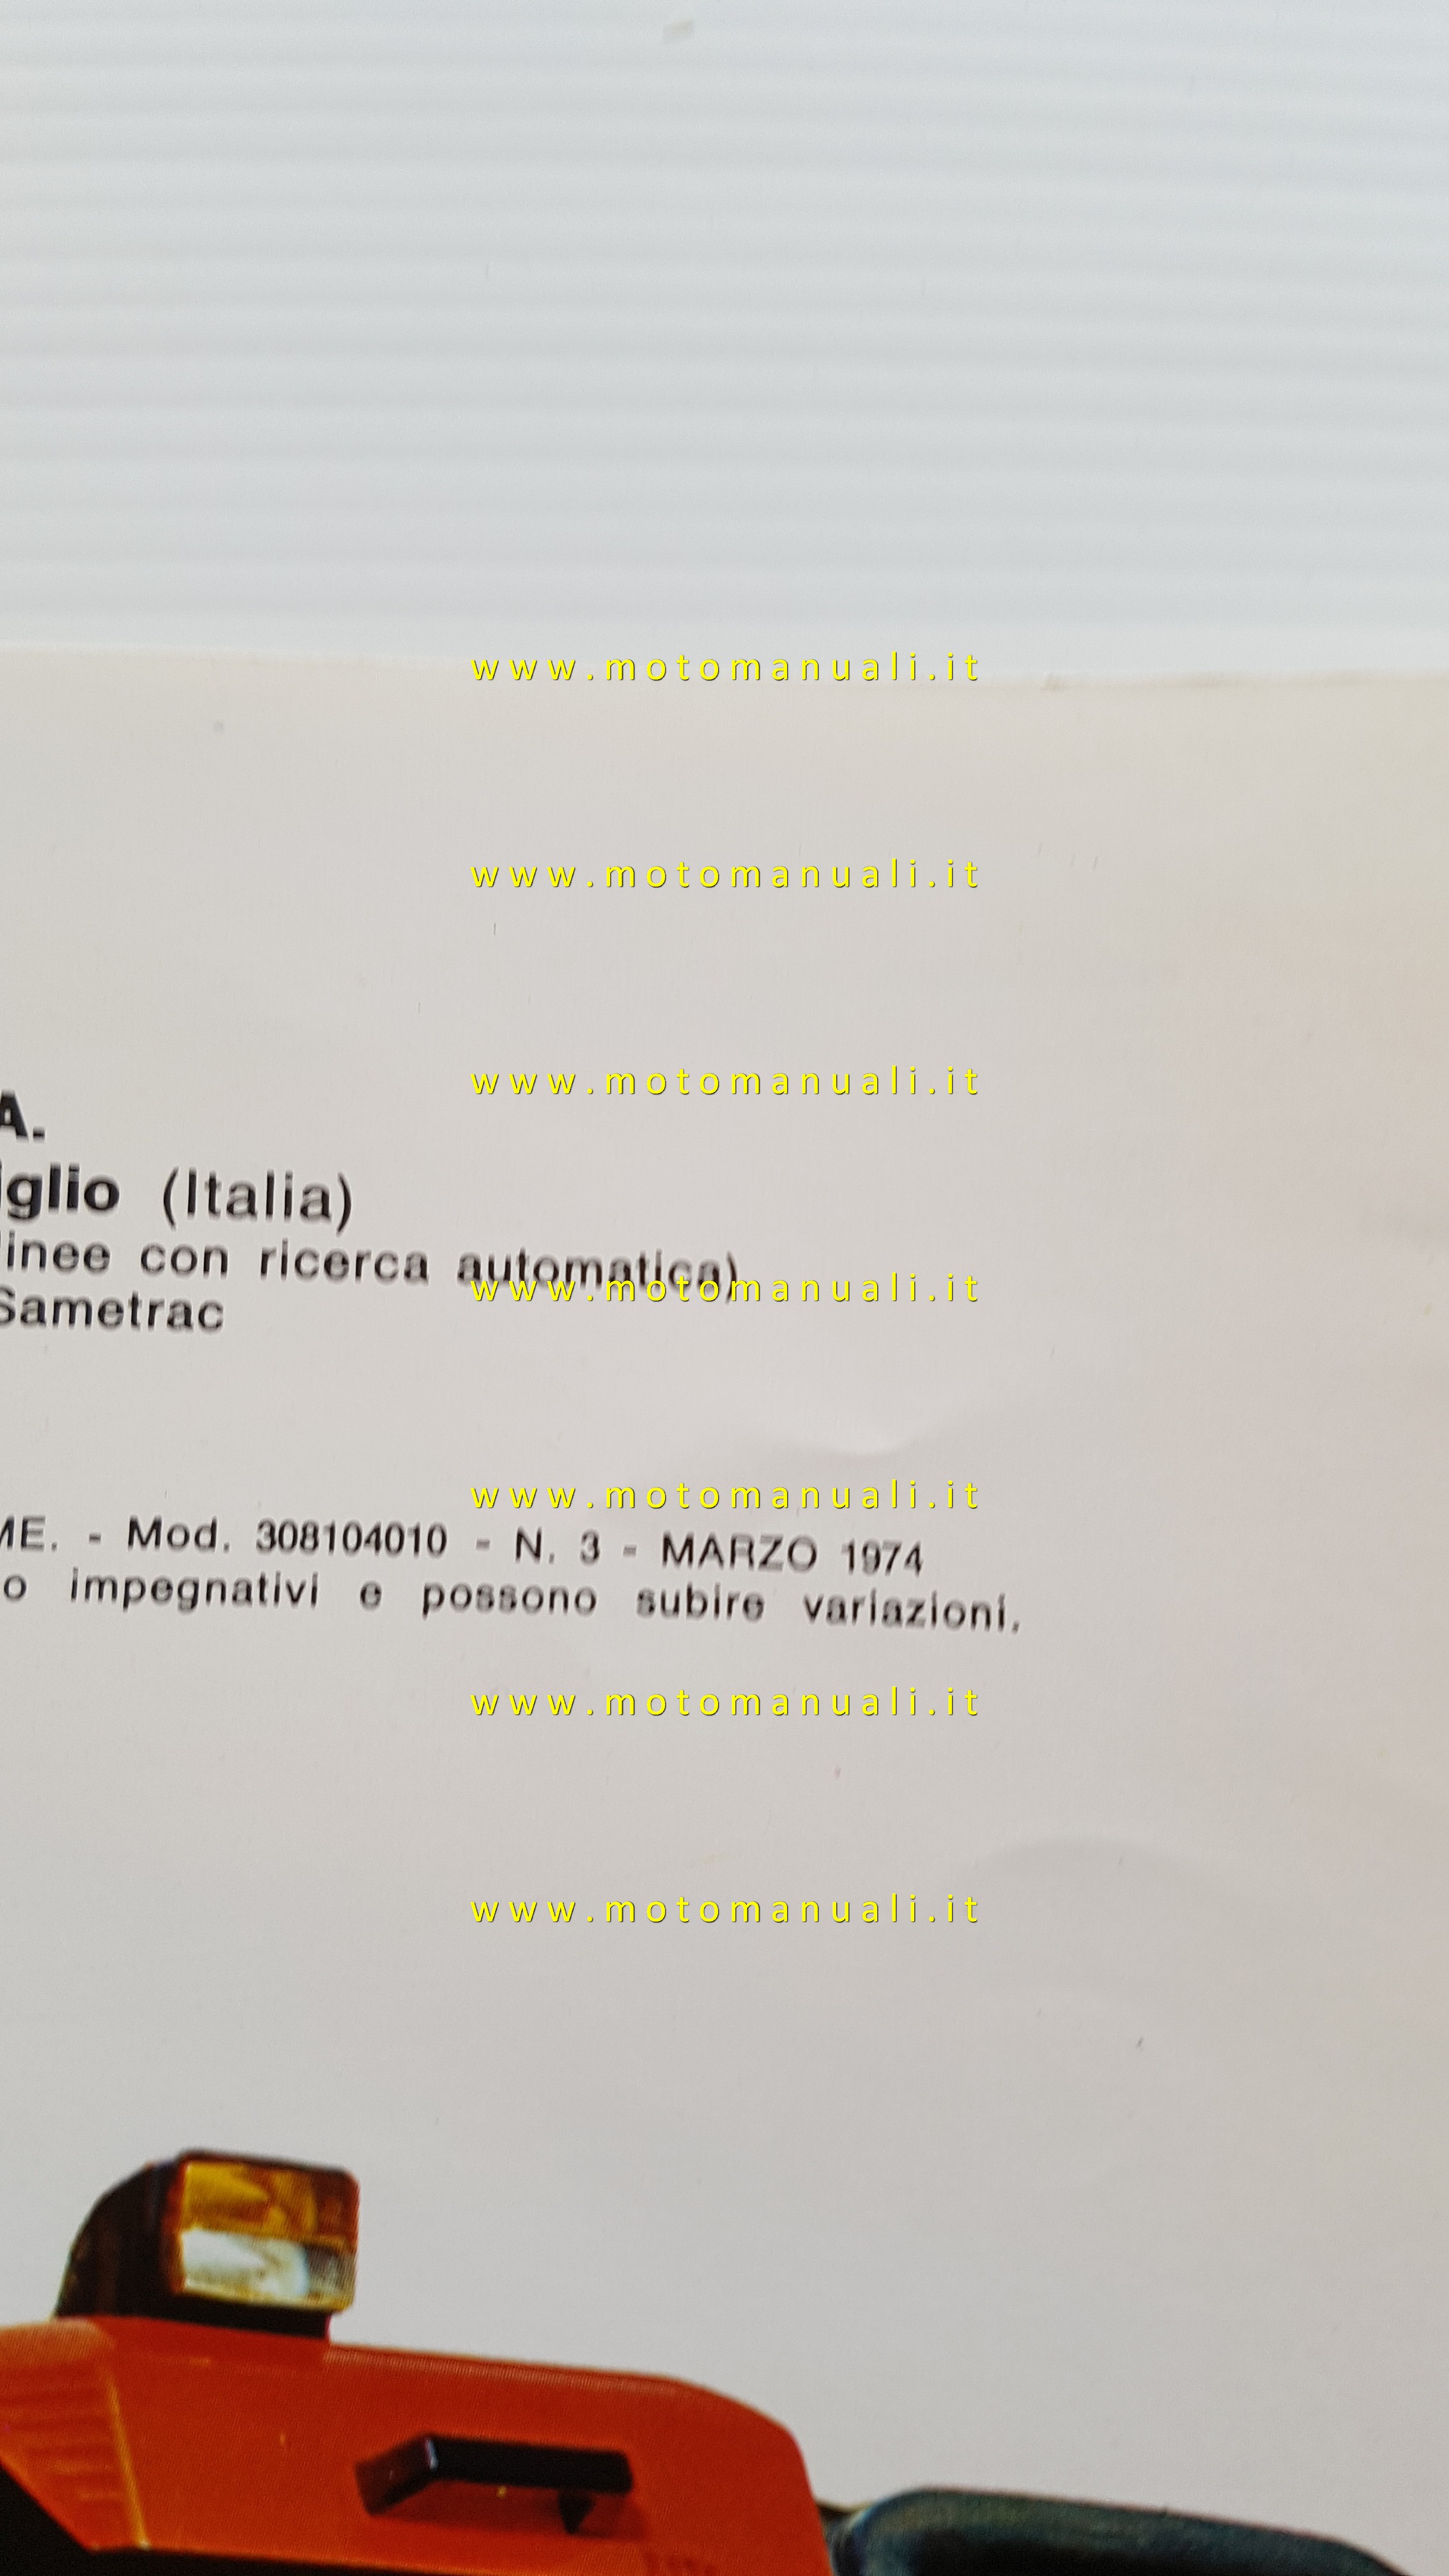 www.motomanuali.it
www.motomanuali.it
www.motomanuali.it
A.
iglio (Italia)
linee con ricerca automatica)
www.motomanuali.it
Sametrac
www.motomanuali.it
ME. - Mod. 308104010 - N. 3 - MARZO 1974
o impegnativi e possono subire variazioni.
www.motomanuali.it
www.motomanuali.it